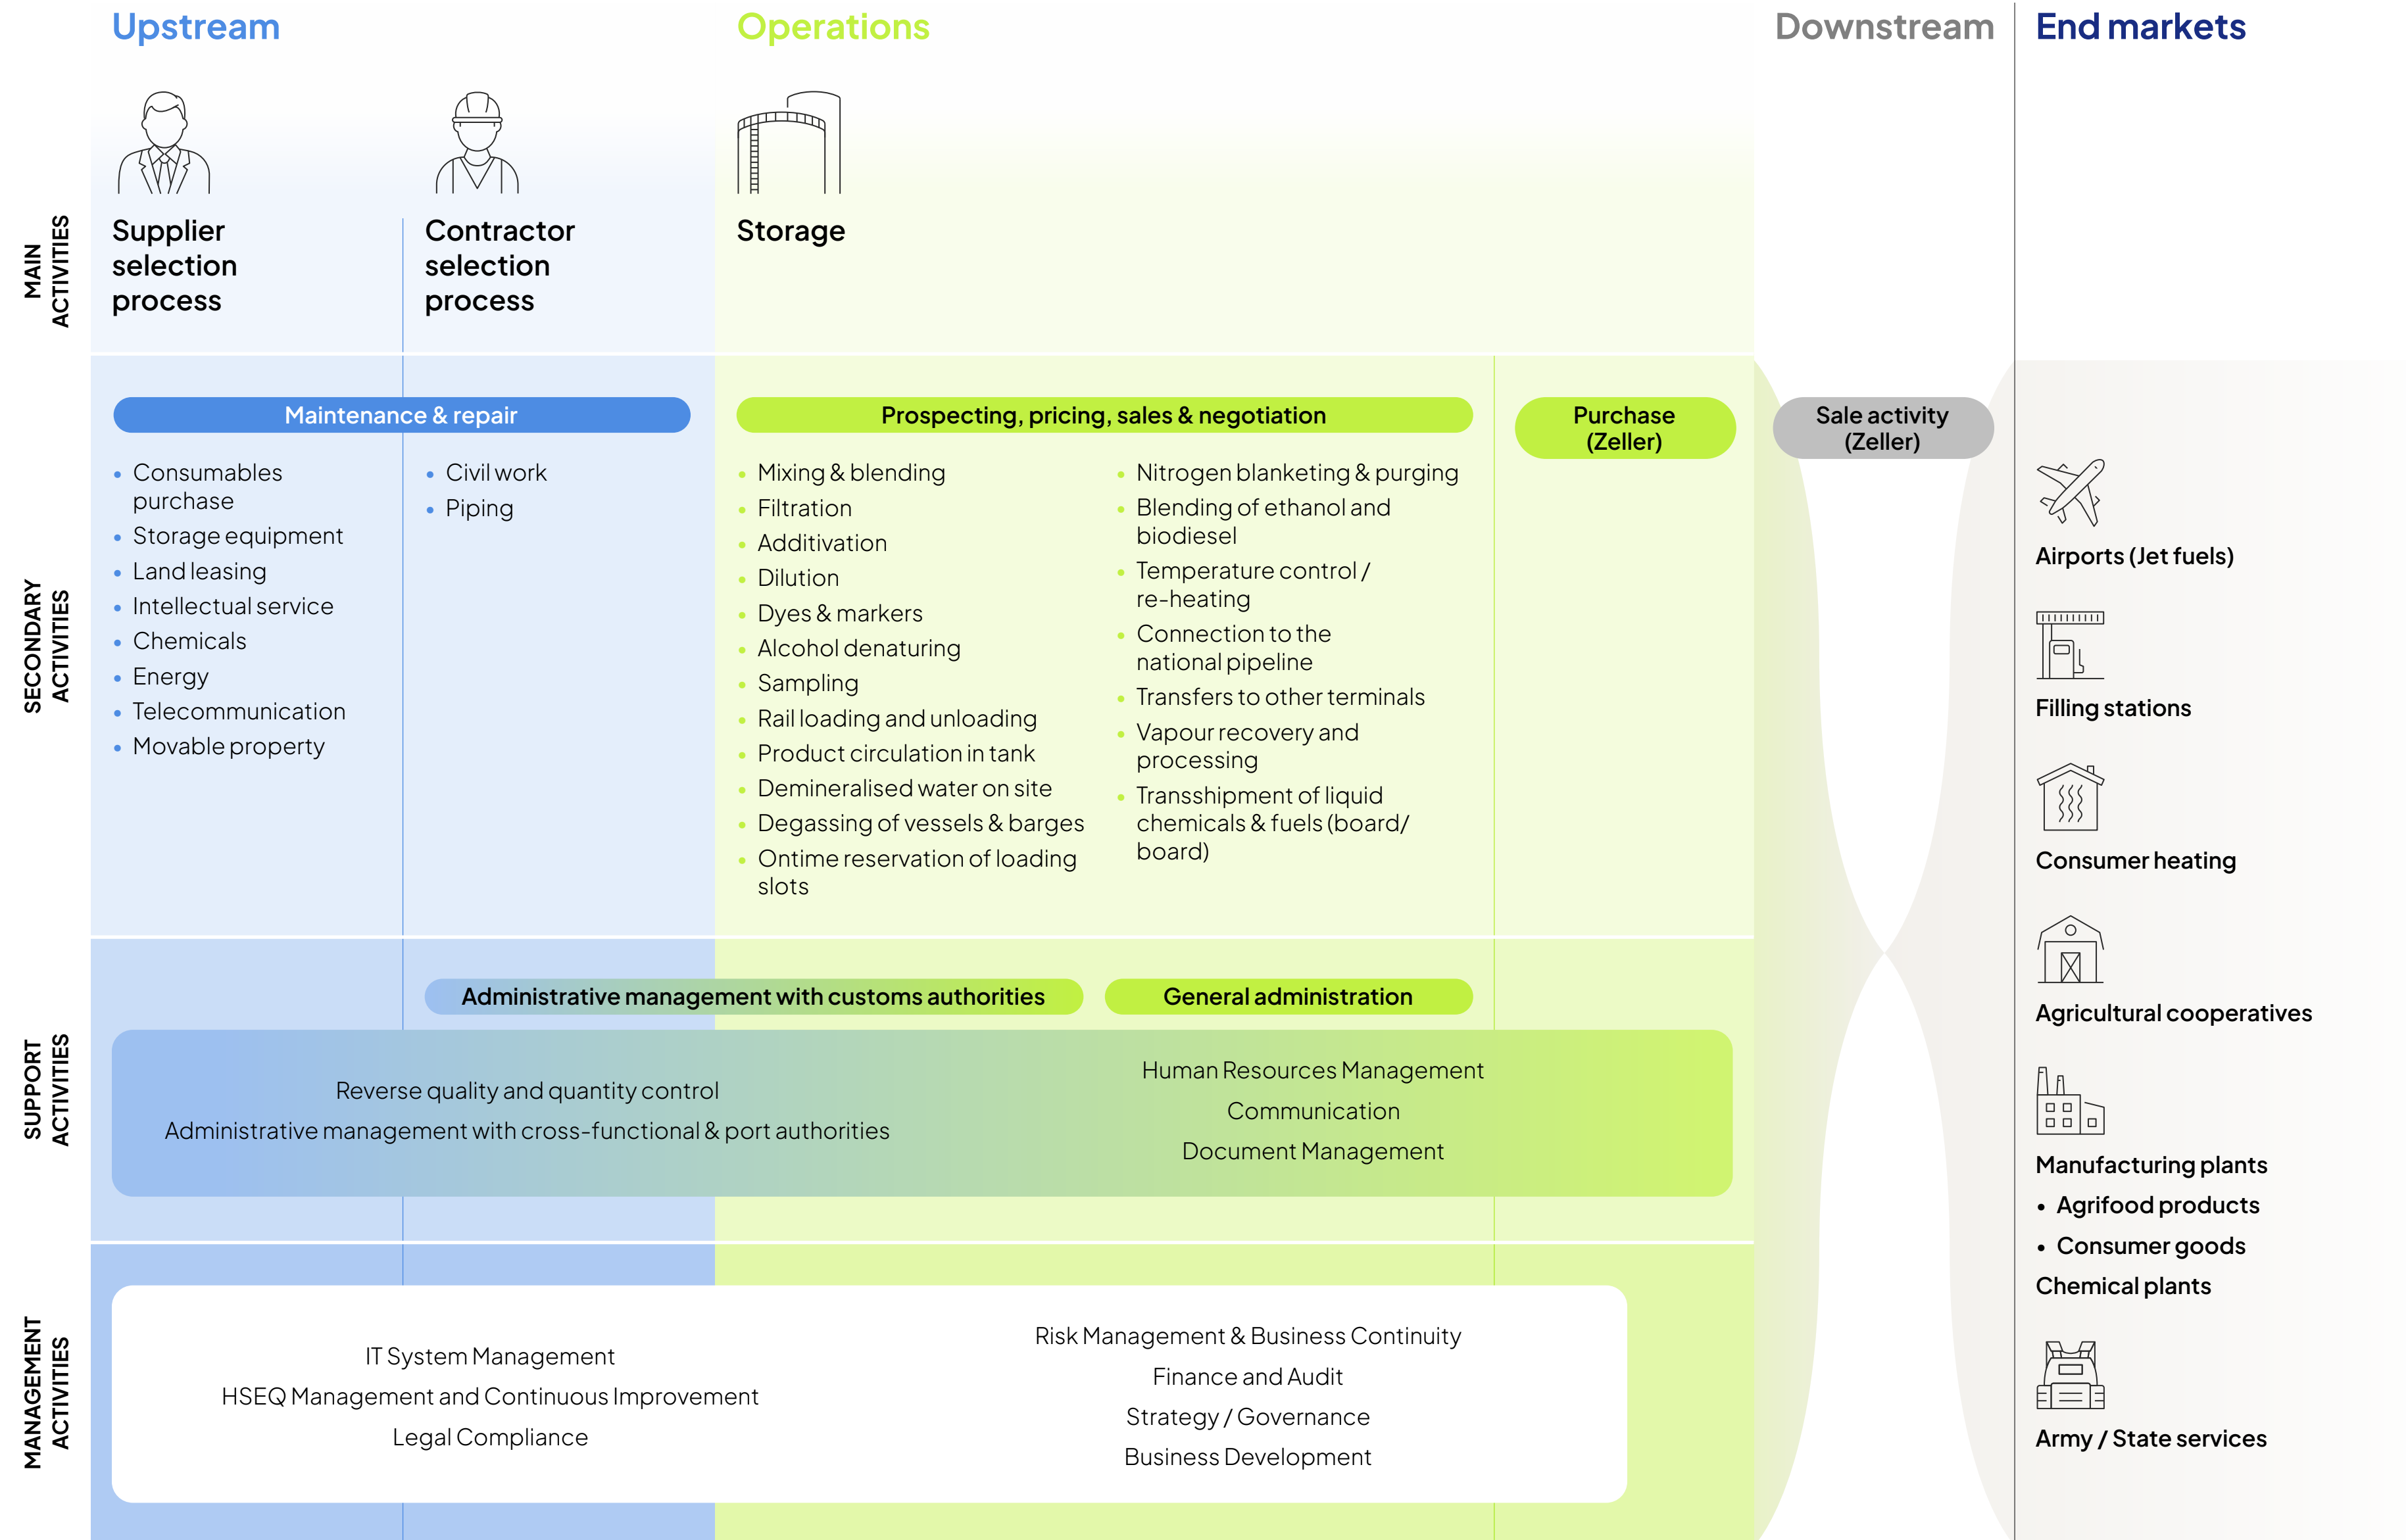 Upstream
Operations
Downstream
End markets
MAIN
ACTIVITIES
Supplier
selection
process
Contractor
selection
process
Storage
SECONDARY
ACTIVITIES
Maintenance & repair
• Consumables
purchase
• Storage equipment
• Land leasing
• Intellectual service
• Chemicals
• Energy
• Telecommunication
• Movable property
• Civil work
• Piping
Prospecting, pricing, sales & negotiation
• Mixing & blending
• Filtration
• Additivation
• Dilution
• Dyes & markers
• Alcohol denaturing
• Sampling
• Rail loading and unloading
• Product circulation in tank
• Demineralised water on site
• Degassing of vessels & barges
• Ontime reservation of loading
slots
• Nitrogen blanketing & purging
• Blending of ethanol and
biodiesel
• Temperature control /
re-heating
• Connection to the
national pipeline
• Transfers to other terminals
• Vapour recovery and
processing
• Transshipment of liquid
chemicals & fuels (board/
board)
Purchase
(Zeller)
Sale activity
(Zeller)
SUPPORT
ACTIVITIES
Administrative management with customs authorities
General administration
Reverse quality and quantity control
Administrative management with cross-functional & port authorities
Human Resources Management
Communication
Document Management
MANAGEMENT
ACTIVITIES
IT System Management
HSEQ Management and Continuous Improvement
Legal Compliance
Risk Management & Business Continuity
Finance and Audit
Strategy / Governance
Business Development
Airports (Jet fuels)
Filling stations
Consumer heating
Agricultural cooperatives
Manufacturing plants
• Agrifood products
• Consumer goods
Chemical plants
Army / State services